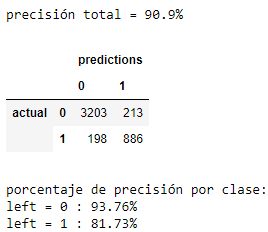 precisión total = 90.9%
predictions
0 1
actual 0 3203 213
1 198 886
porcentaje de precisión por clase:
left = 0 : 93.76%
left = 1 : 81.73%